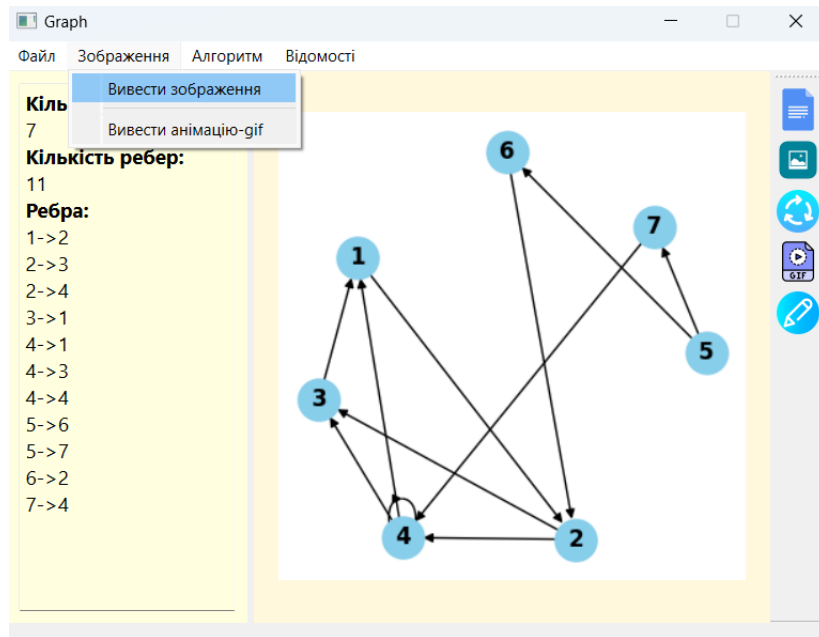 Graph
Файл Зображення Алгоритм Відомості
Вивести зображення
Вивести анімацію-gif
Кіль
7
Кількість ребер:
11
Ребра:
1->2
2->3
2->4
3->1
4->1
4->3
4->4
5->6
5->7
6->2
7->4
6
7
1
5
3
4
2
GIF